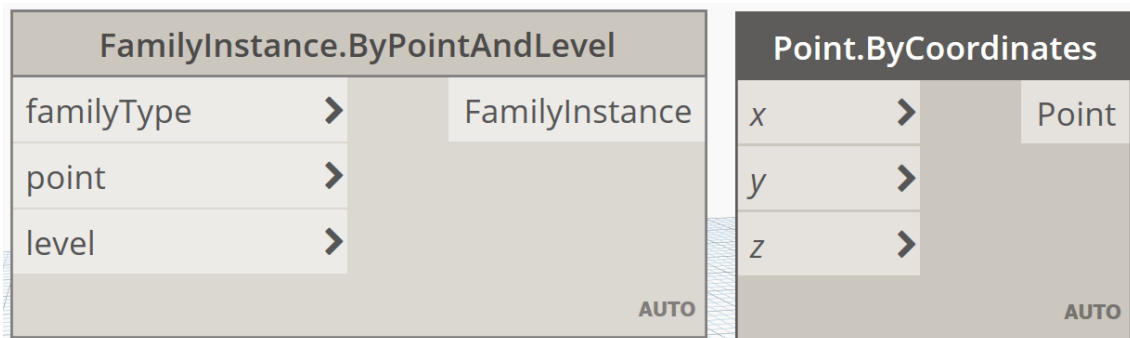 FamilyInstance.ByPointAndLevel
familyType
FamilyInstance
point
level
AUTO
Point.ByCoordinates
x
Point
y
z
AUTO